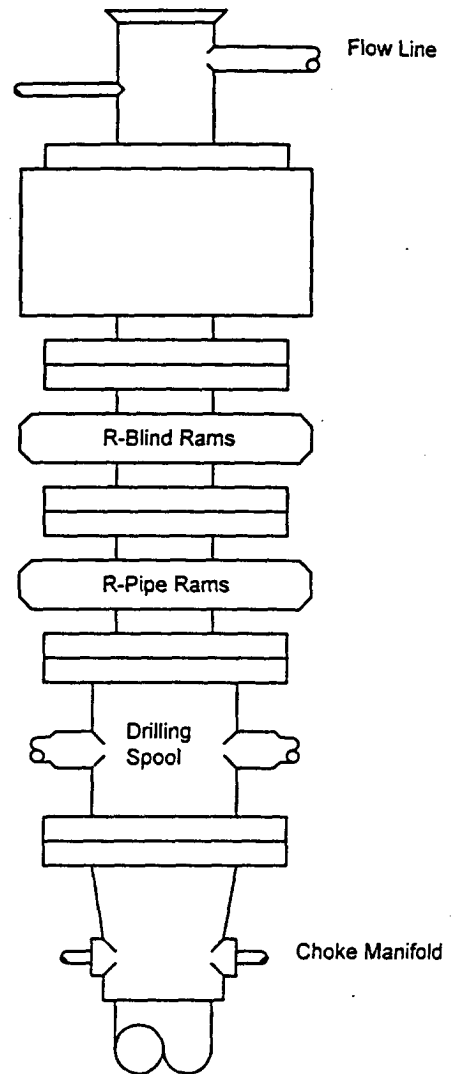 Flow Line
R-Blind Rams
R-Pipe Rams
Drilling
Spool
Choke Manifold